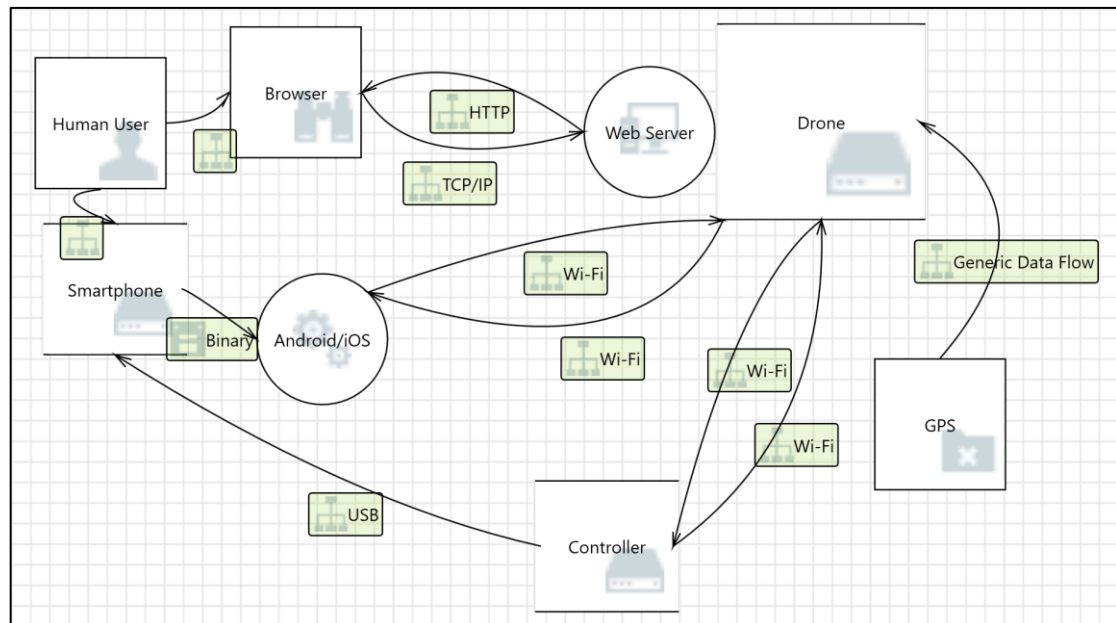 Browser
HTTP
Human User
Web Server
Drone
TCP/IP
Wi-Fi
Generic Data Flow
Smartphone
Binary
Android/iOS
Wi-Fi
Wi-Fi
Wi-Fi
GPS
USB
Controller